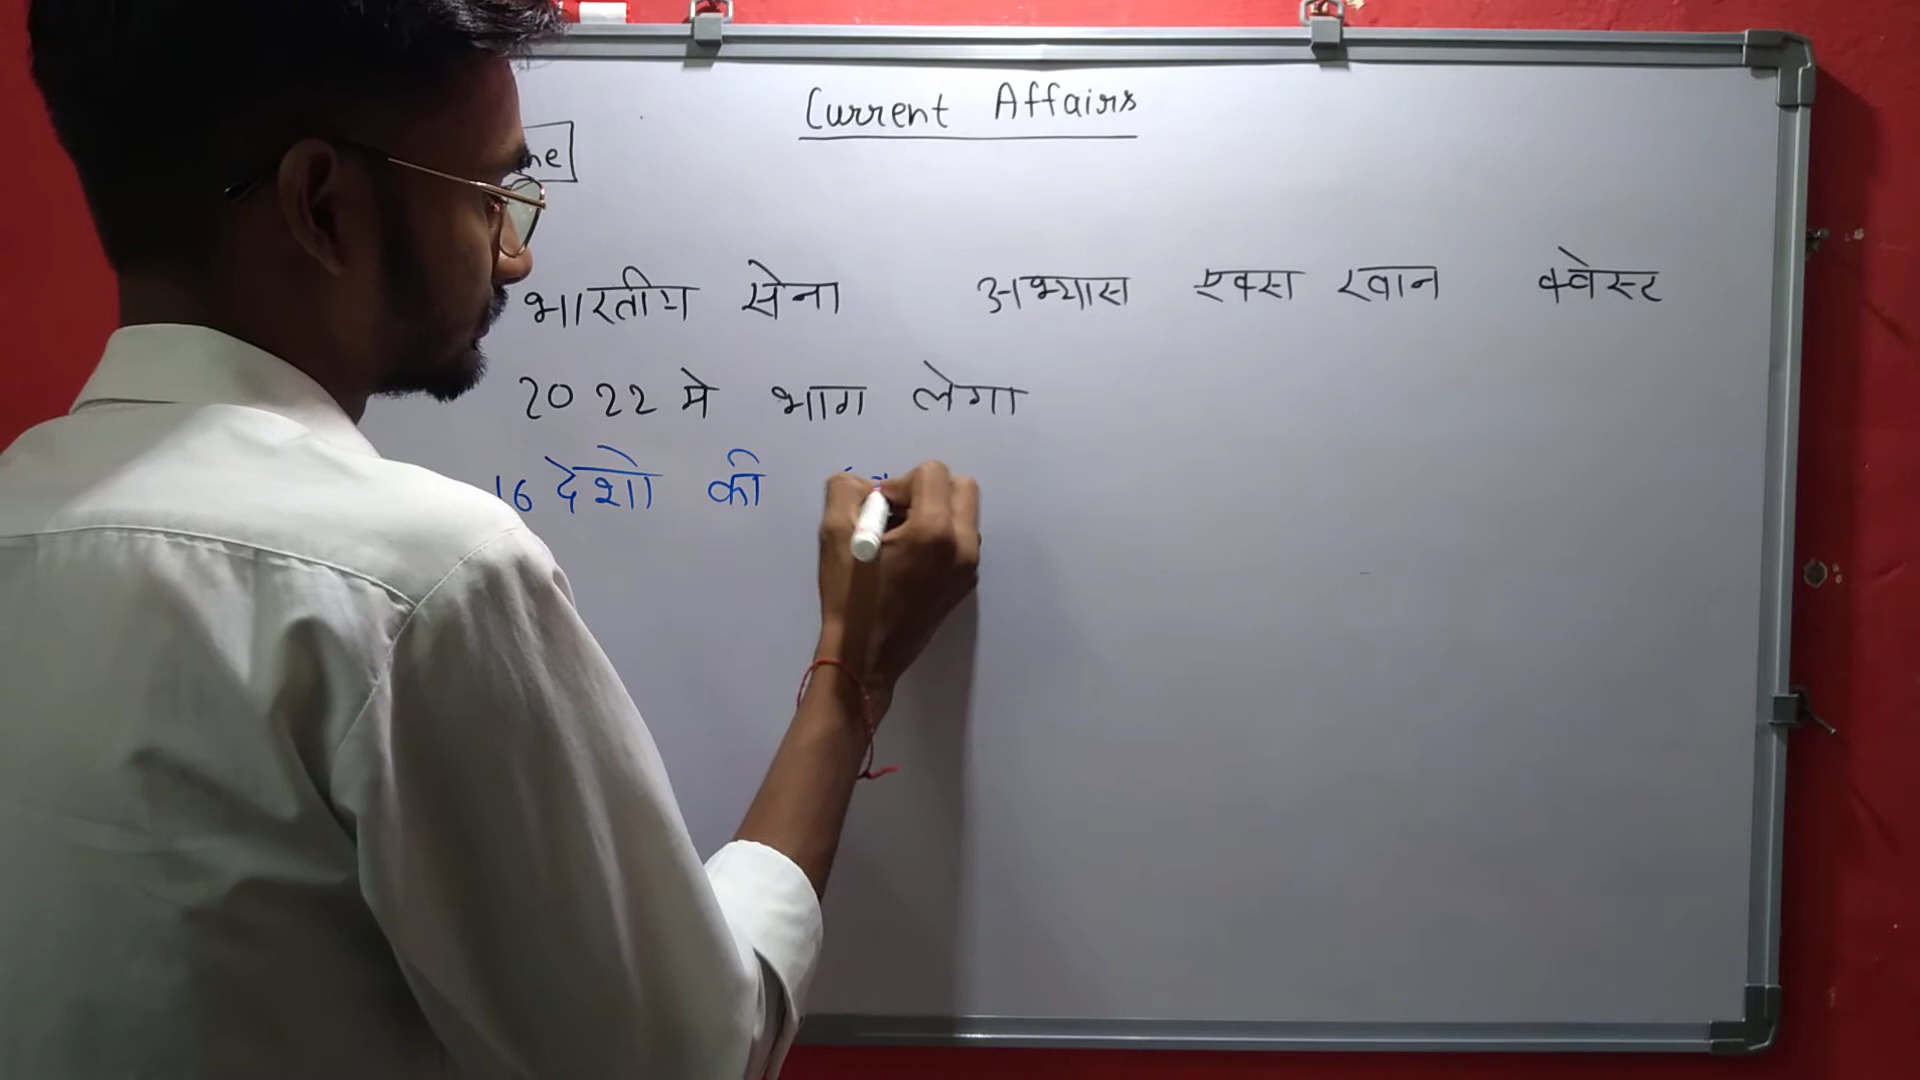 Current Affairs
भारतीय सेना अभ्यास एक्स खान क्वेस्ट
2022 मे भाग लेगा
16 देशो की